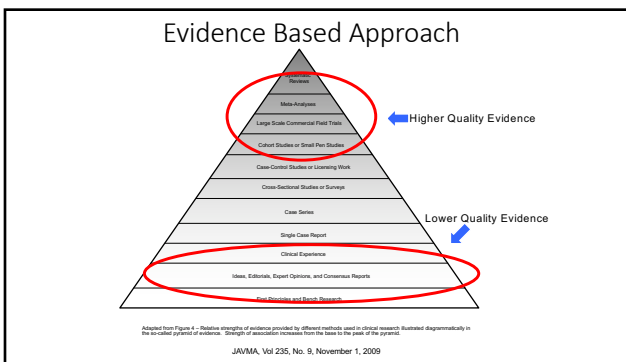 Evidence Based Approach
Systematic
Reviews
Meta-Analyses
Large Scale Commercial Field Trials
Higher Quality Evidence
Cohort Studies or Small Pen Studies
Case-Control Studies or Licensing Work
Cross-Sectional Studies or Surveys
Case Series
Lower Quality Evidence
Single Case Report
Clinical Experience
Ideas, Editorials, Expert Opinions, and Consensus Reports
First Principles and Bench Research
Adapted from Figure 4 – Relative strengths of evidence provided by different methods used in clinical research illustrated diagrammatically in
the so-called pyramid of evidence. Strength of association increases from the base to the peak of the pyramid.
JAVMA, Vol 235, No. 9, November 1, 2009